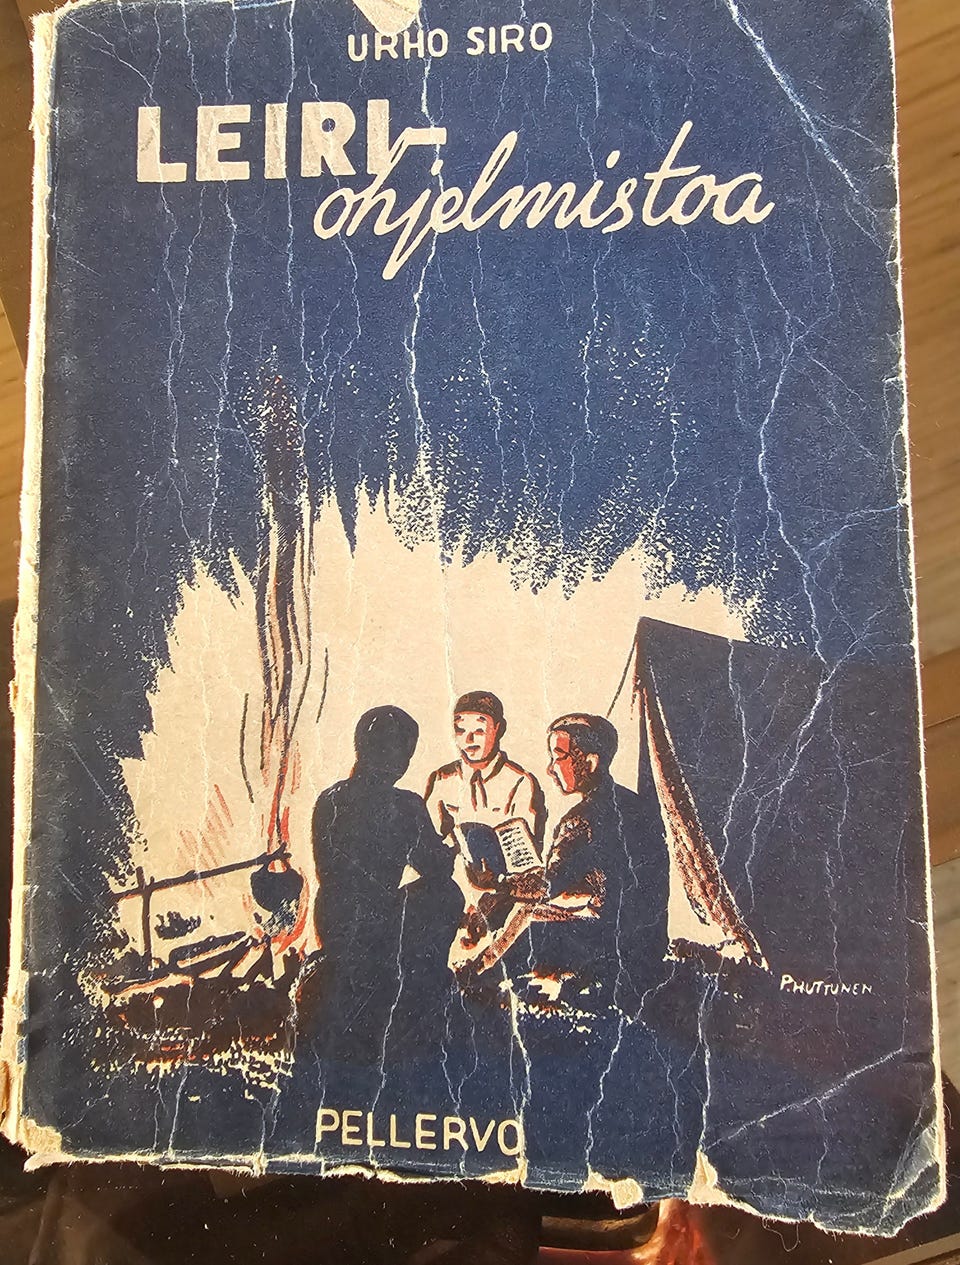 URHO SIRO
LEIRI-
ohjelmistoa
P.HUTTUNEN
PELLERVO